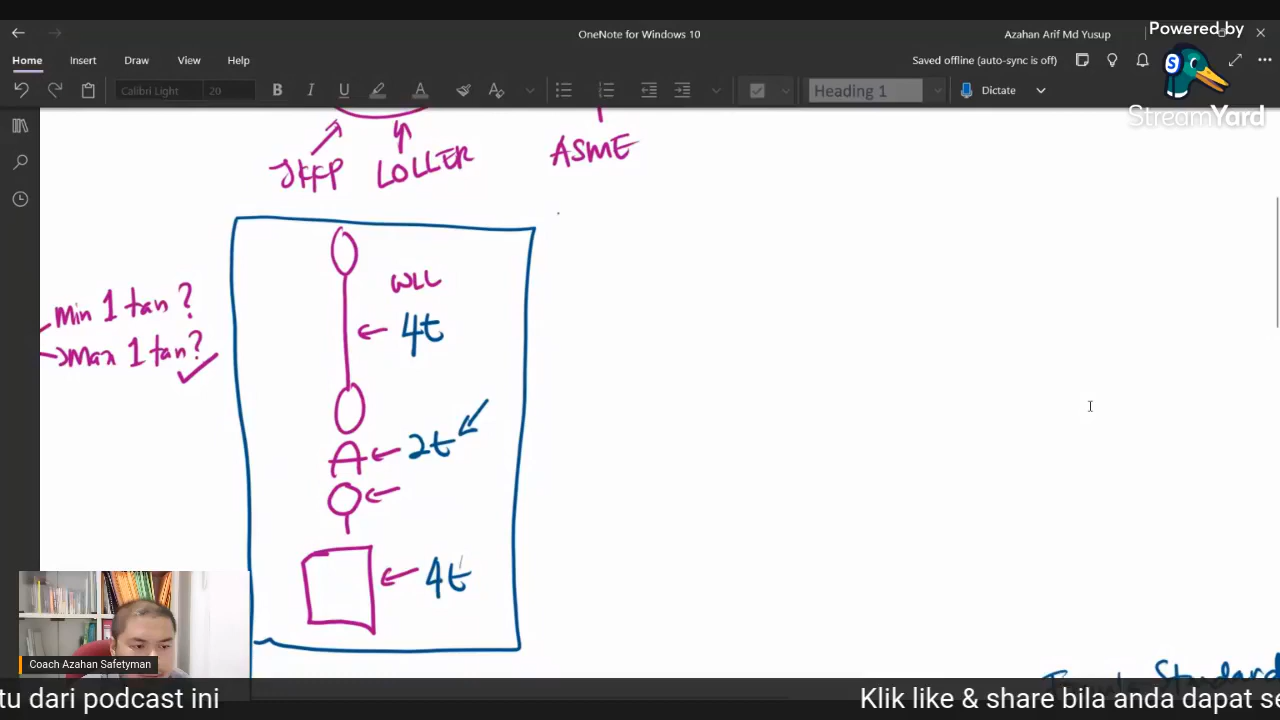 OneNote for Windows 10
Azahan Arif Md Yusup
Powered by
Home Insert Draw View Help
Saved offline (auto-sync is off)
Calibri Light 20
Heading 1
Dictate
StreamYard
JKKP LOLLER
ASME
WLL
Min 1 tan ?
4t
Max 1 tan?
2t
4t
Coach Azahan Safetyman
Standard
tu dari podcast ini
Klik like & share bila anda dapat se